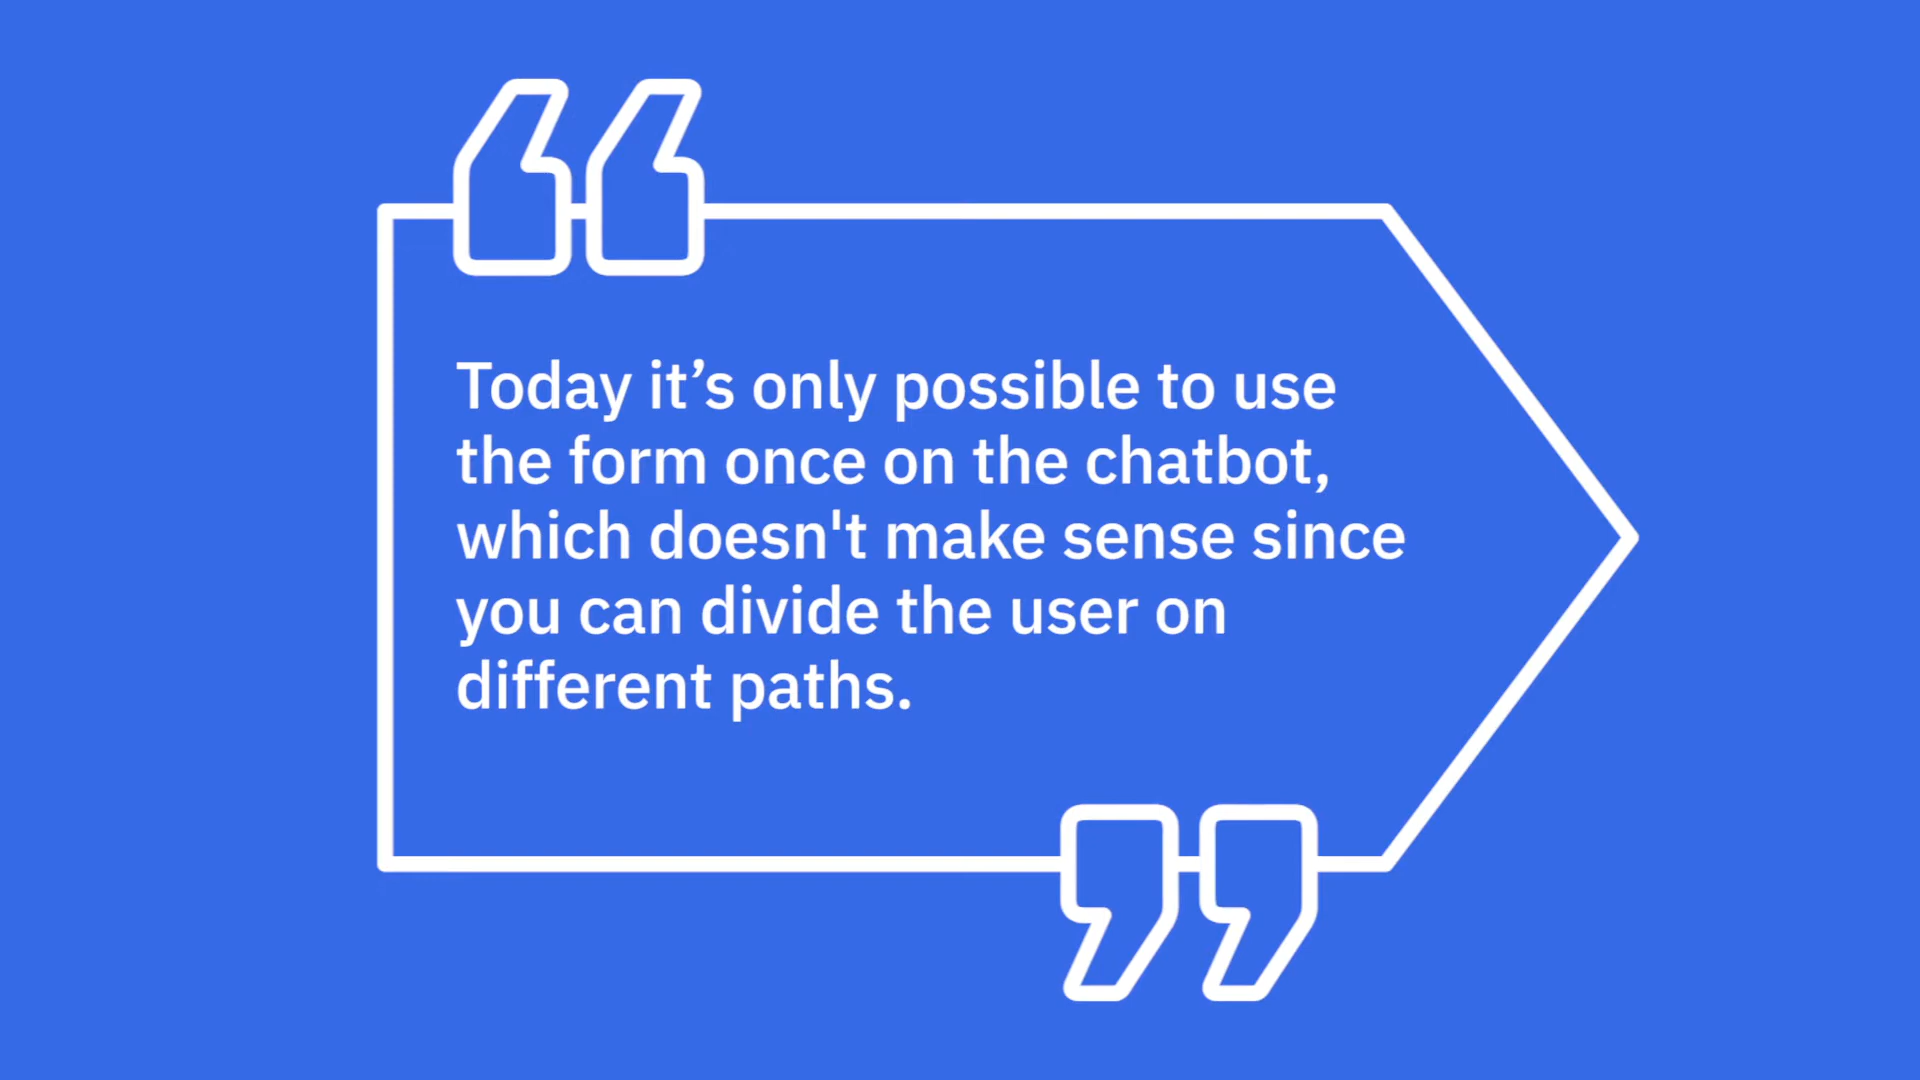 Today it’s only possible to use
the form once on the chatbot,
which doesn't make sense since
you can divide the user on
different paths.